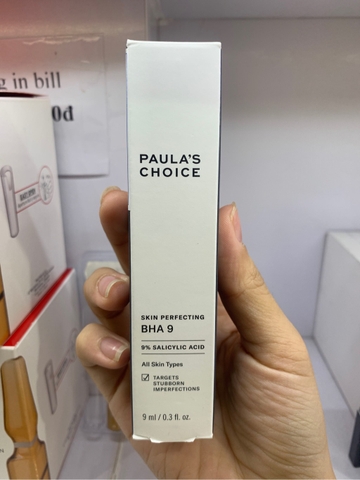 in bill
0đ
PAULA'S
CHOICE
SKIN PERFECTING
BHA 9
9% SALICYLIC ACID
All Skin Types
TARGETS
STUBBORN
IMPERFECTIONS
9 ml / 0.3 fl. oz.